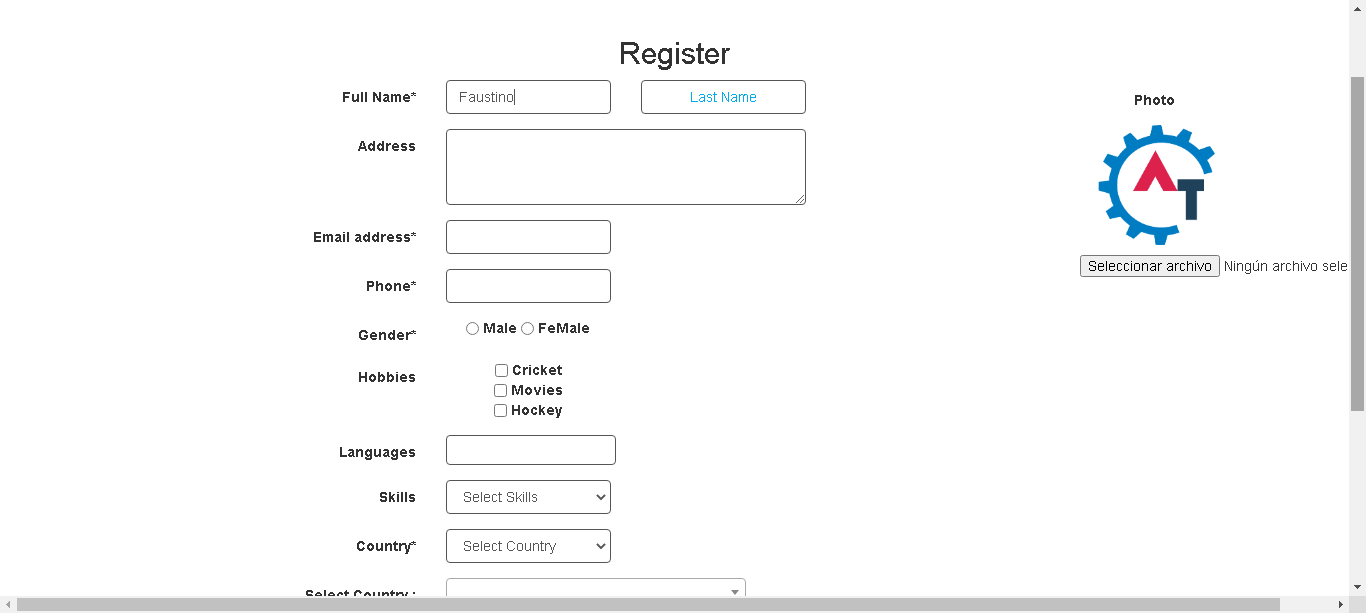 Register
Full Name* Faustino Last Name
Photo
Address
AT
Email address*
Seleccionar archivo Ningún archivo sele
Phone*
Gender* Male FeMale
Hobbies Cricket
Movies
Hockey
Languages
Skills Select Skills
Country* Select Country
Select Country :